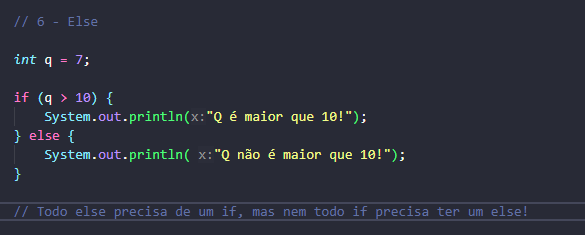 // 6 - Else
int q = 7;
if (q > 10) {
System.out.println(x:"Q é maior que 10!");
} else {
System.out.println( x:"Q não é maior que 10!");
}
// Todo else precisa de um if, mas nem todo if precisa ter um else!